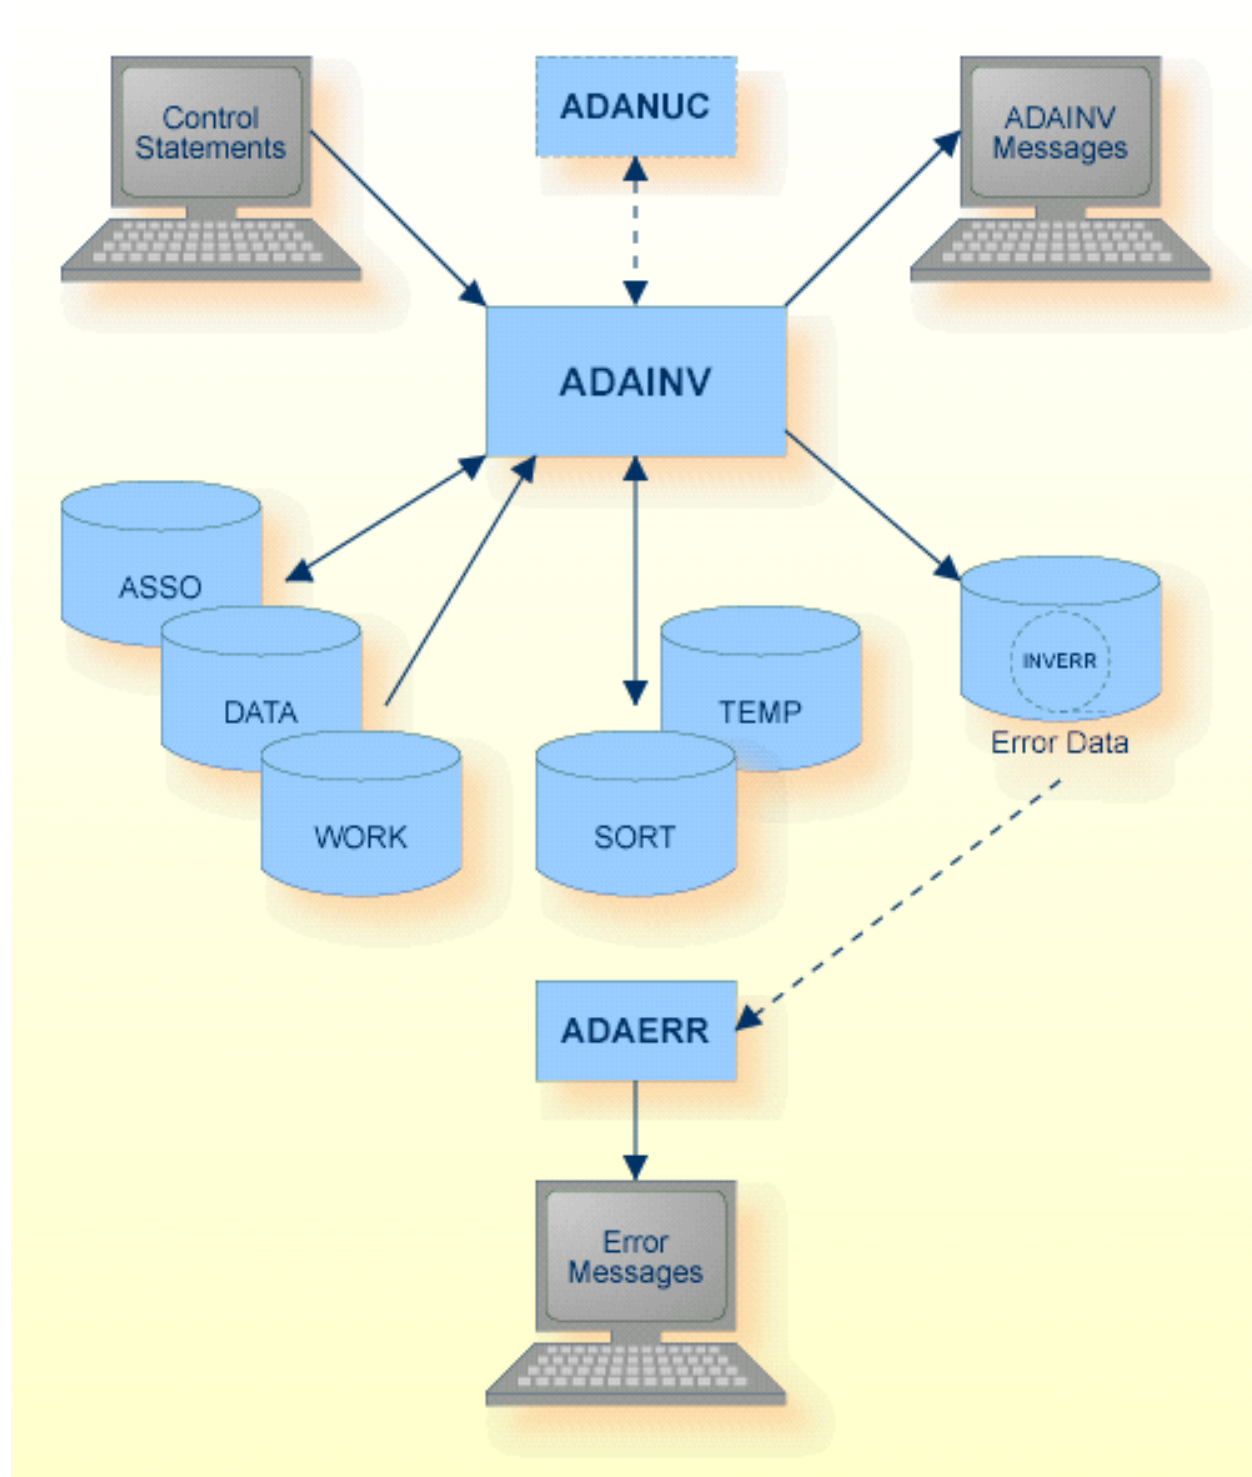 Control
Statements
ADANUC
ADAINV
Messages
ADAINV
ASSO
DATA
WORK
TEMP
SORT
INVERR
Error Data
ADAERR
Error
Messages